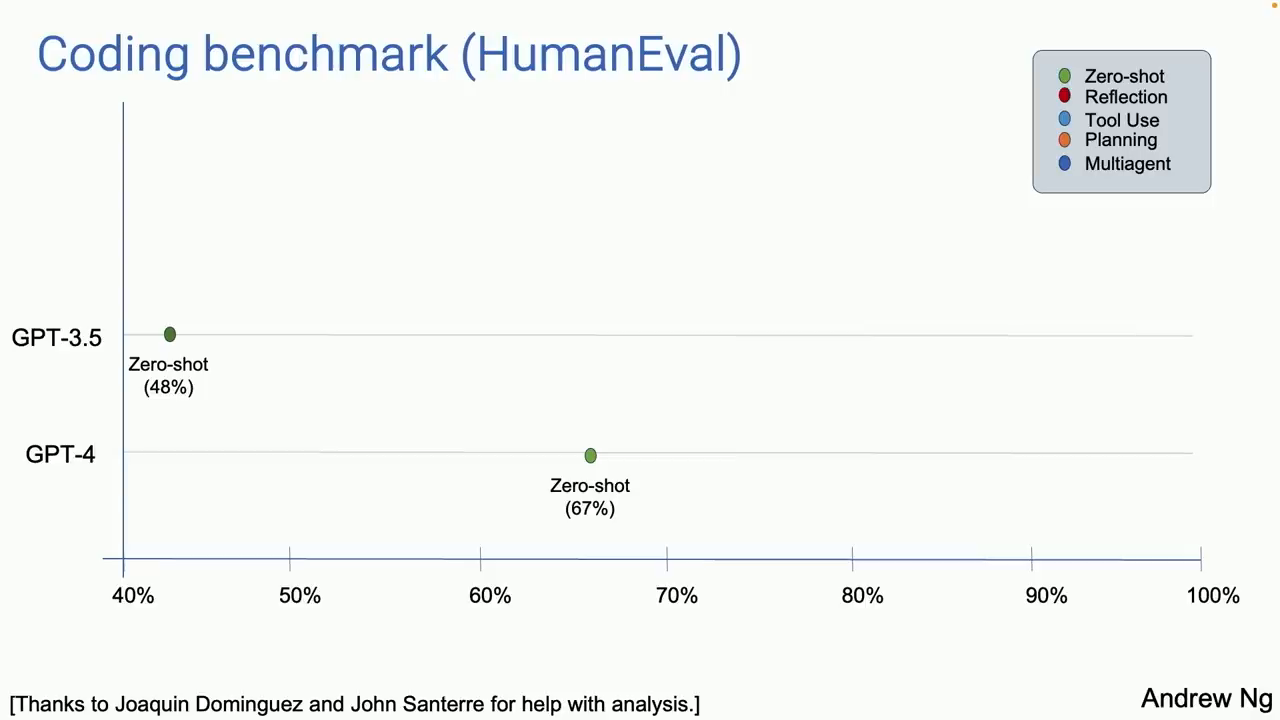 Coding benchmark (HumanEval)
Zero-shot
Reflection
Tool Use
Planning
Multiagent
GPT-3.5
Zero-shot
(48%)
GPT-4
Zero-shot
(67%)
40% 50% 60% 70% 80% 90% 100%
[Thanks to Joaquin Dominguez and John Santerre for help with analysis.]
Andrew Ng